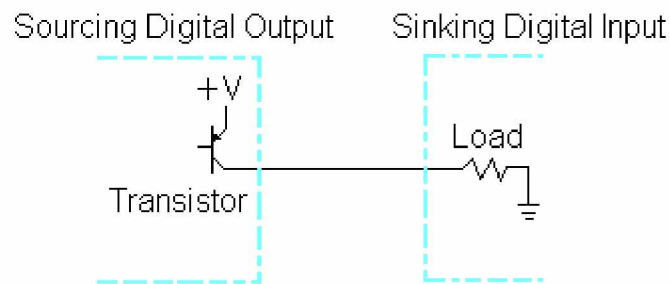 Sourcing Digital Output
Sinking Digital Input
+V
Load
Transistor